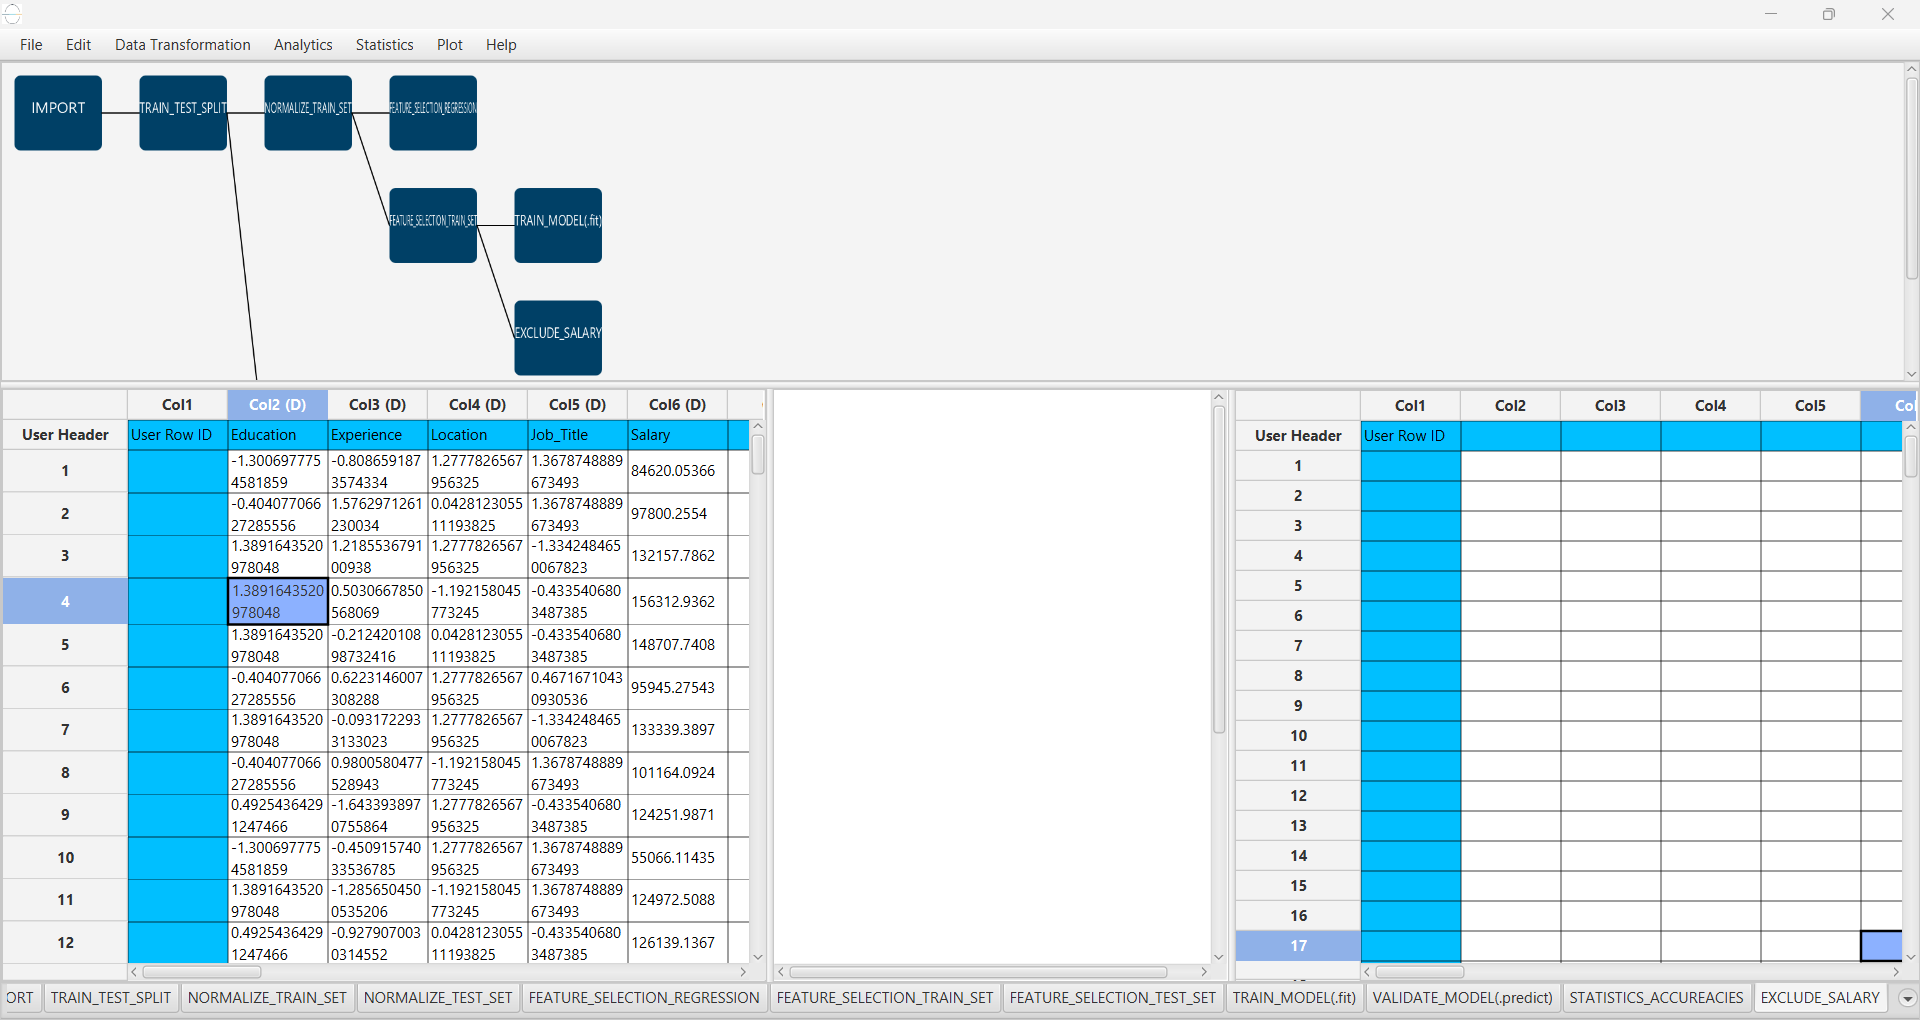 File Edit Data Transformation Analytics Statistics Plot Help
IMPORT TRAIN_TEST_SPLIT NORMALIZE_TRAIN_SET FEATURE_SELECTION_REGRESSION
FEATURE_SELECTION_TRAIN_SET TRAIN_MODEL(.fit)
EXCLUDE_SALARY
Col1 Col2 (D) Col3 (D) Col4 (D) Col5 (D) Col6 (D)
User Header User Row ID Education Experience Location Job_Title Salary
1 -1.3006977754581859 -0.8086591873574334 1.2777826567956325 1.3678748889673493 84620.05366
2 -0.40407706627285556 1.5762971261230034 0.042812305511193825 1.3678748889673493 97800.2554
3 1.3891643520978048 1.218553679100938 1.2777826567956325 -1.3342484650067823 132157.7862
4 1.3891643520978048 0.5030667850568069 -1.192158045773245 -0.4335406803487385 156312.9362
5 1.3891643520978048 -0.21242010898732416 0.042812305511193825 -0.4335406803487385 148707.7408
6 -0.40407706627285556 0.6223146007308288 1.2777826567956325 0.46716710430930536 95945.27543
7 1.3891643520978048 -0.0931722933133023 1.2777826567956325 -1.3342484650067823 133339.3897
8 -0.40407706627285556 0.9800580477528943 -1.192158045773245 1.3678748889673493 101164.0924
9 0.49254364291247466 -1.6433938970755864 1.2777826567956325 -0.4335406803487385 124251.9871
10 -1.3006977754581859 -0.45091574033536785 1.2777826567956325 1.3678748889673493 55066.11435
11 1.3891643520978048 -1.2856504500535206 -1.192158045773245 1.3678748889673493 124972.5088
12 0.49254364291247466 -0.9279070030314552 0.042812305511193825 -0.4335406803487385 126139.1367
Col1 Col2 Col3 Col4 Col5 Col
User Header User Row ID
1
2
3
4
5
6
7
8
9
10
11
12
13
14
15
16
17
ORT TRAIN_TEST_SPLIT NORMALIZE_TRAIN_SET NORMALIZE_TEST_SET FEATURE_SELECTION_REGRESSION FEATURE_SELECTION_TRAIN_SET FEATURE_SELECTION_TEST_SET TRAIN_MODEL(.fit) VALIDATE_MODEL(.predict) STATISTICS_ACCUREACIES EXCLUDE_SALARY